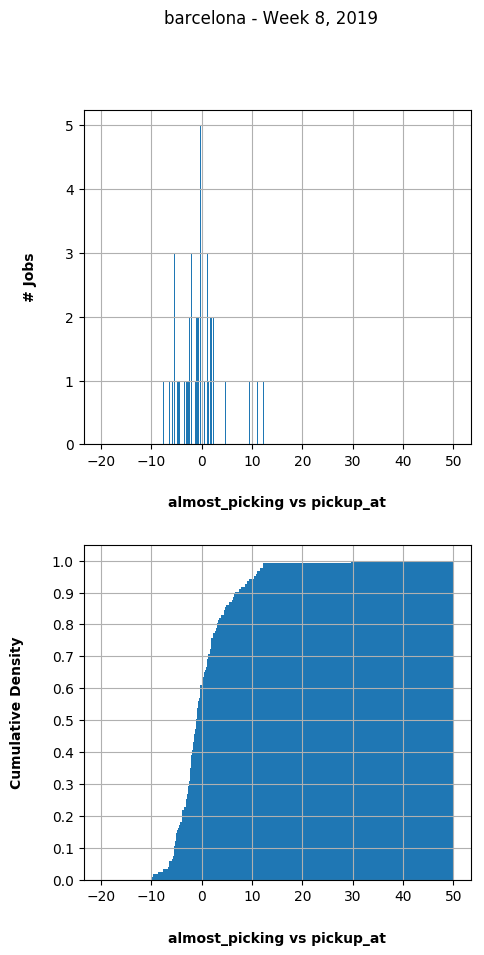 barcelona - Week 8, 2019
5
4
3
2
1
0
# Jobs
−20 −10 0 10 20 30 40 50
almost_picking vs pickup_at
1.0
0.9
0.8
0.7
0.6
0.5
0.4
0.3
0.2
0.1
0.0
Cumulative Density
−20 −10 0 10 20 30 40 50
almost_picking vs pickup_at